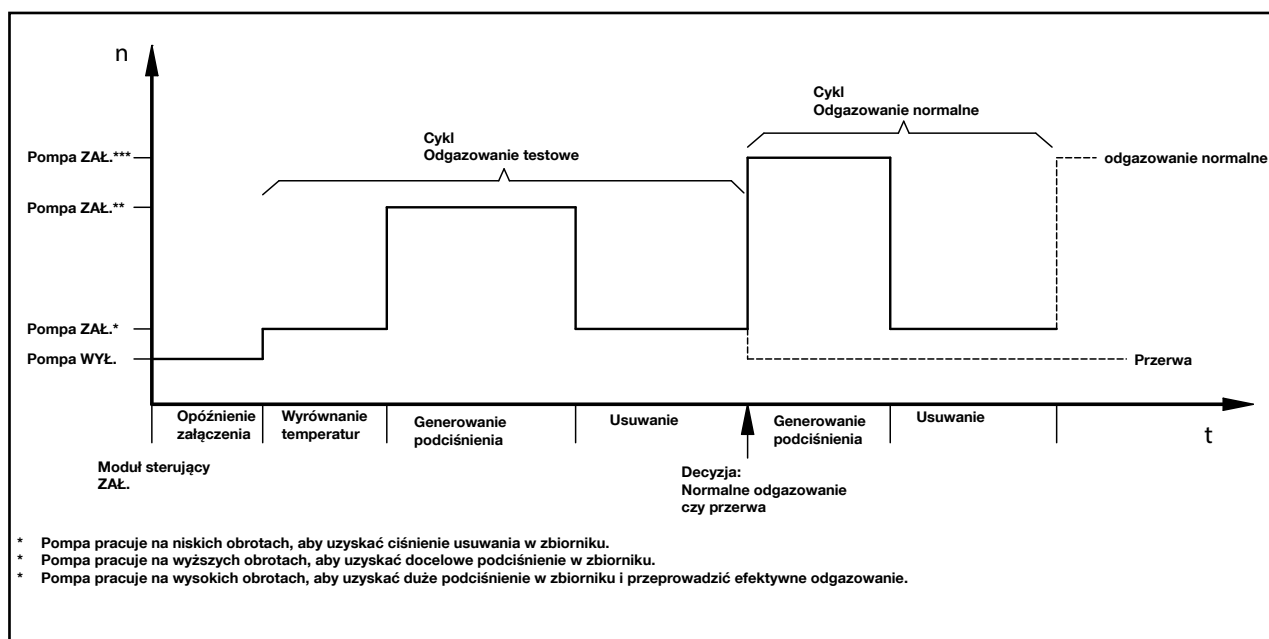 n
Cykl
Odgazowanie normalne
Cykl
Odgazowanie testowe
Pompa ZAŁ.***
odgazowanie normalne
Pompa ZAŁ.**
Pompa ZAŁ.*
Pompa WYŁ.
Przerwa
Opóźnienie
załączenia
Wyrównanie
temperatur
Generowanie
podciśnienia
Usuwanie
Generowanie
podciśnienia
Usuwanie
t
Moduł sterujący
ZAŁ.
Decyzja:
Normalne odgazowanie
czy przerwa
* Pompa pracuje na niskich obrotach, aby uzyskać ciśnienie usuwania w zbiorniku.
* Pompa pracuje na wyższych obrotach, aby uzyskać docelowe podciśnienie w zbiorniku.
* Pompa pracuje na wysokich obrotach, aby uzyskać duże podciśnienie w zbiorniku i przeprowadzić efektywne odgazowanie.